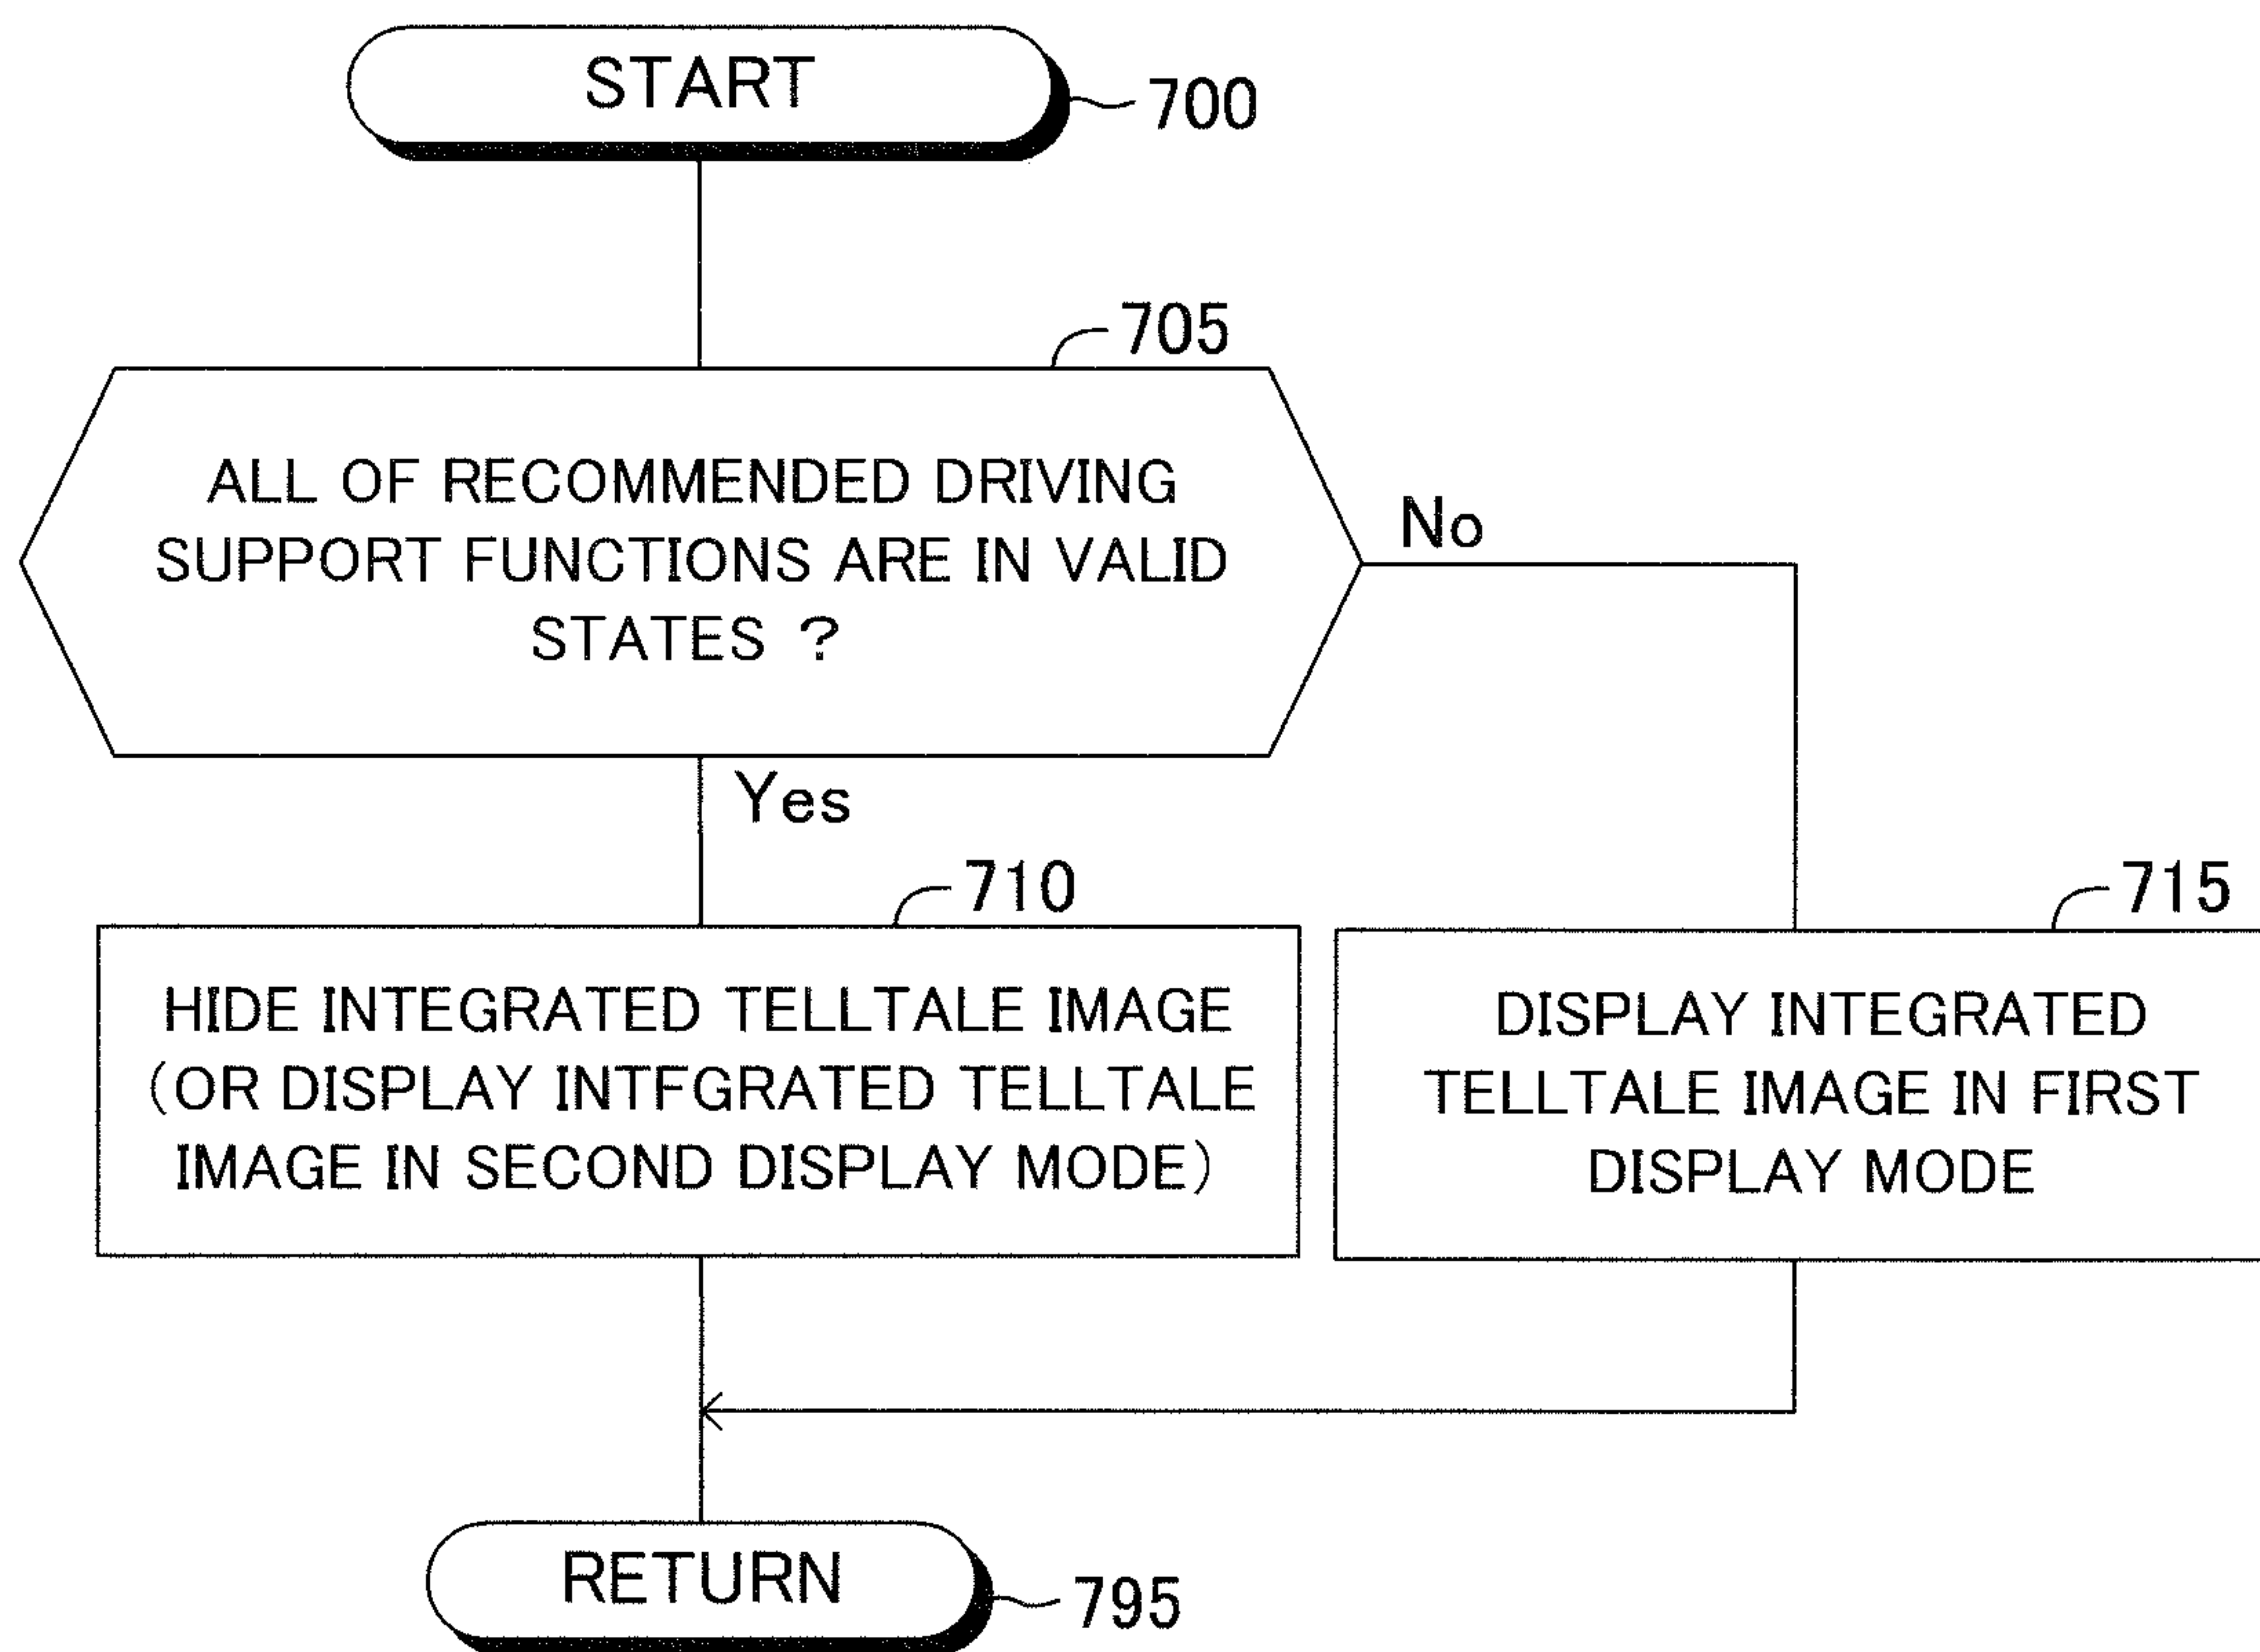 START
700
705
ALL OF RECOMMENDED DRIVING
SUPPORT FUNCTIONS ARE IN VALID
STATES ?
No
Yes
710
HIDE INTEGRATED TELLTALE IMAGE
(OR DISPLAY INTFGRATED TELLTALE
IMAGE IN SECOND DISPLAY MODE)
715
DISPLAY INTEGRATED
TELLTALE IMAGE IN FIRST
DISPLAY MODE
RETURN
795